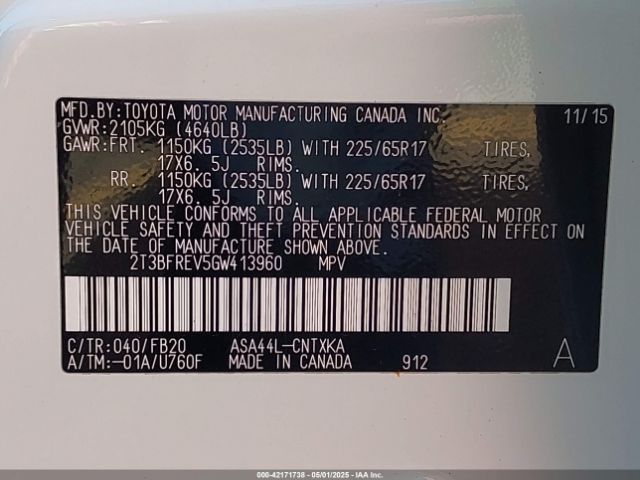 MFD.BY:TOYOTA MOTOR MANUFACTURING CANADA INC. 11/15
GVWR:2105KG (4640LB)
GAWR:FRT. 1150KG (2535LB) WITH 225/65R17 TIRES,
17X6. 5J RIMS.
RR. 1150KG (2535LB) WITH 225/65R17 TIRES,
17X6. 5J RIMS.
THIS VEHICLE CONFORMS TO ALL APPLICABLE FEDERAL MOTOR
VEHICLE SAFETY AND THEFT PREVENTION STANDARDS IN EFFECT ON
THE DATE OF MANUFACTURE SHOWN ABOVE.
2T3BFREV5GW413960 MPV
C/TR:040/FB20 ASA44L-CNTXKA
A/TM:-01A/U760F MADE IN CANADA 912 A
000-42171738 - 05/01/2025 - IAA Inc.